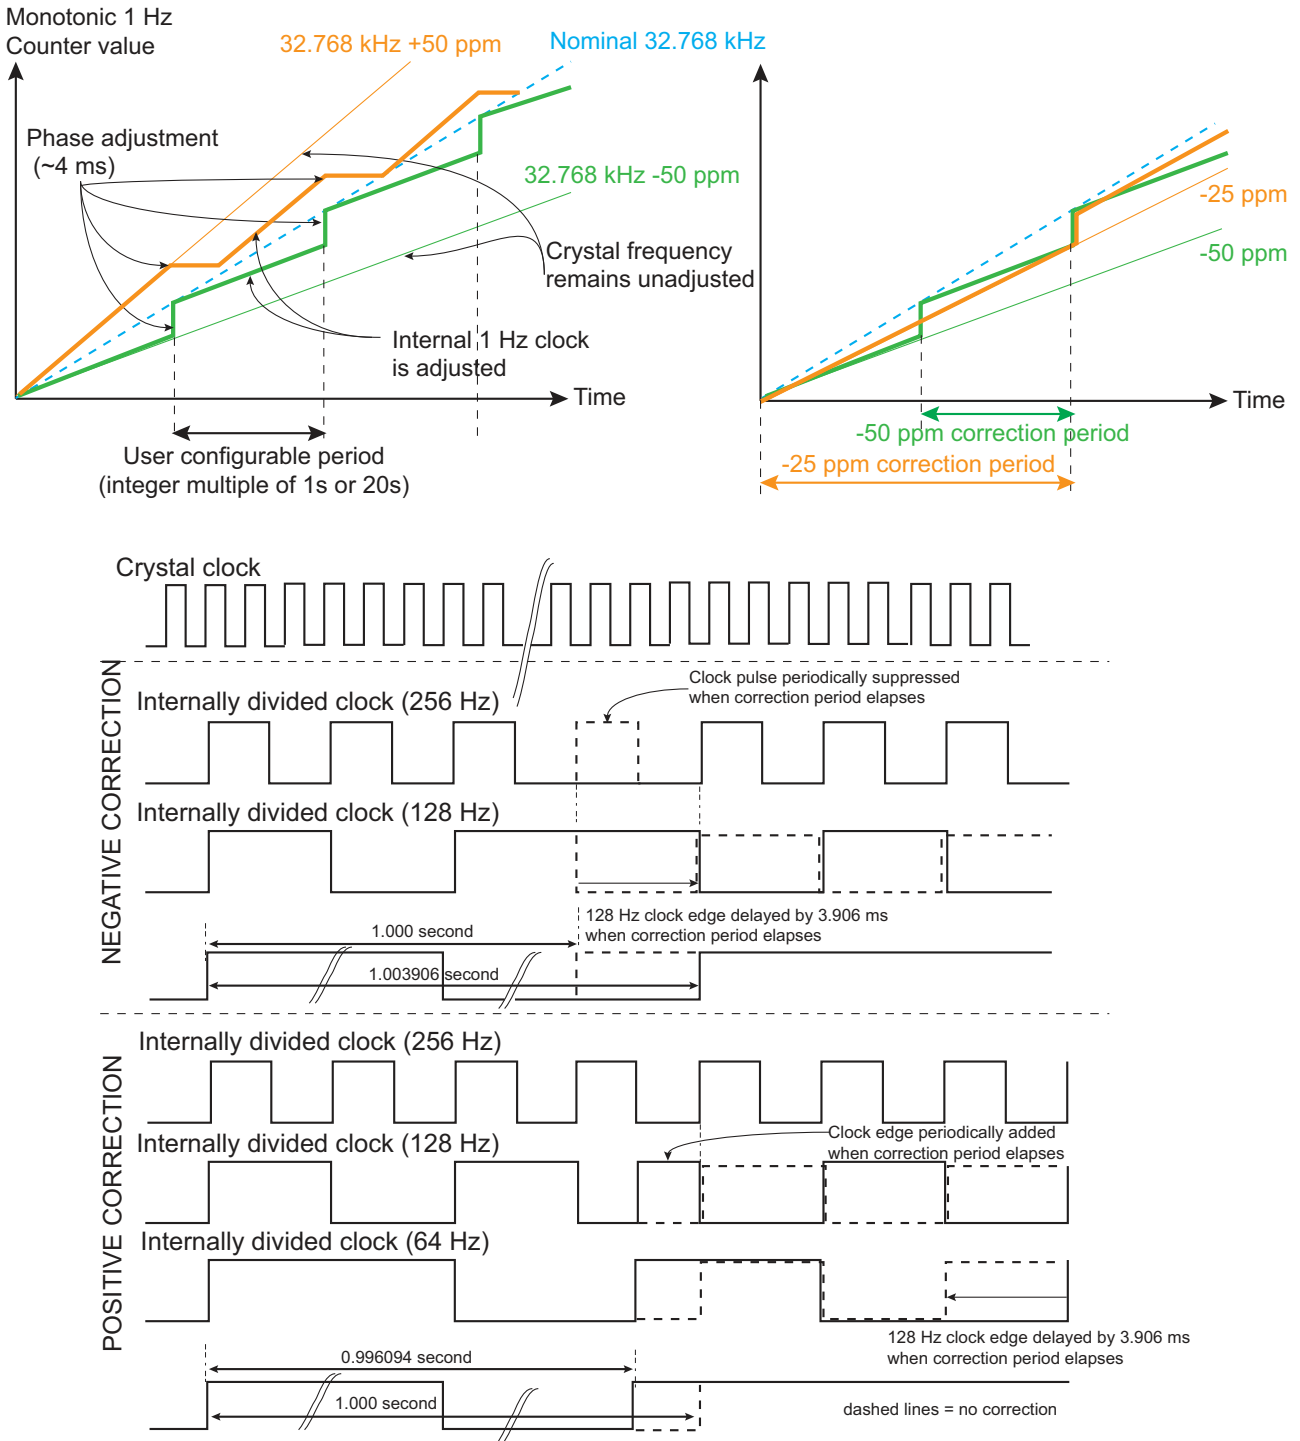 Monotonic 1 Hz
Counter value
32.768 kHz +50 ppm
Nominal 32.768 kHz
Phase adjustment
(~4 ms)
32.768 kHz -50 ppm
Crystal frequency
remains unadjusted
Internal 1 Hz clock
is adjusted
Time
User configurable period
(integer multiple of 1s or 20s)
-25 ppm
-50 ppm
Time
-50 ppm correction period
-25 ppm correction period
Crystal clock
NEGATIVE CORRECTION
Clock pulse periodically suppressed
when correction period elapses
Internally divided clock (256 Hz)
Internally divided clock (128 Hz)
128 Hz clock edge delayed by 3.906 ms
when correction period elapses
1.000 second
1.003906 second
POSITIVE CORRECTION
Internally divided clock (256 Hz)
Internally divided clock (128 Hz)
Clock edge periodically added
when correction period elapses
Internally divided clock (64 Hz)
128 Hz clock edge delayed by 3.906 ms
when correction period elapses
0.996094 second
1.000 second
dashed lines = no correction